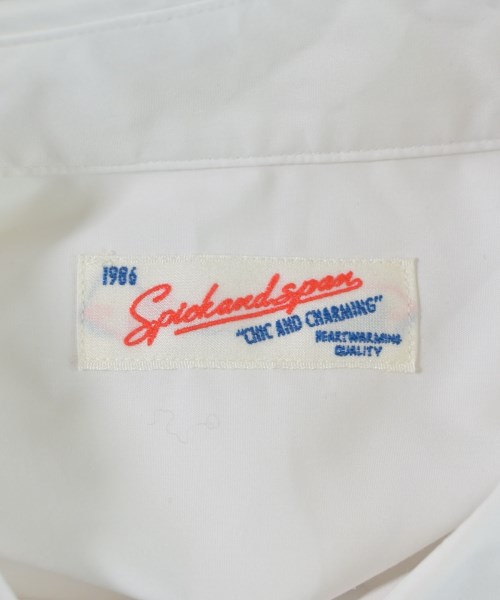 1986
Spickandspan
"CHIC AND CHARMING"
HEARTWARMING
QUALITY